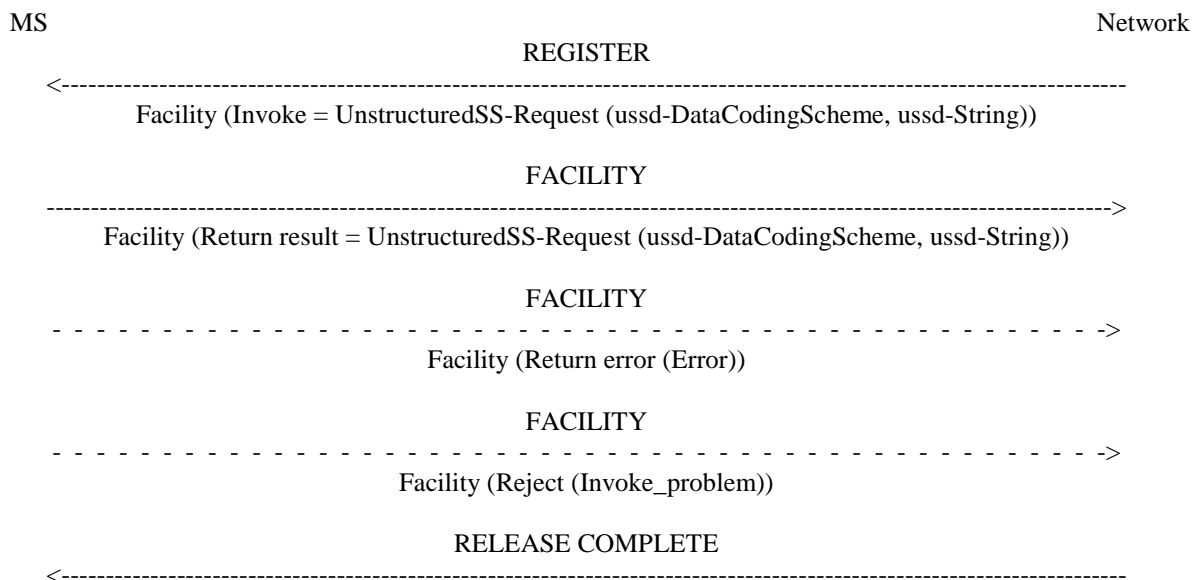 MS Network
REGISTER
Facility (Invoke = UnstructuredSS-Request (ussd-DataCodingScheme, ussd-String))
FACILITY
Facility (Return result = UnstructuredSS-Request (ussd-DataCodingScheme, ussd-String))
FACILITY
Facility (Return error (Error))
FACILITY
Facility (Reject (Invoke_problem))
RELEASE COMPLETE